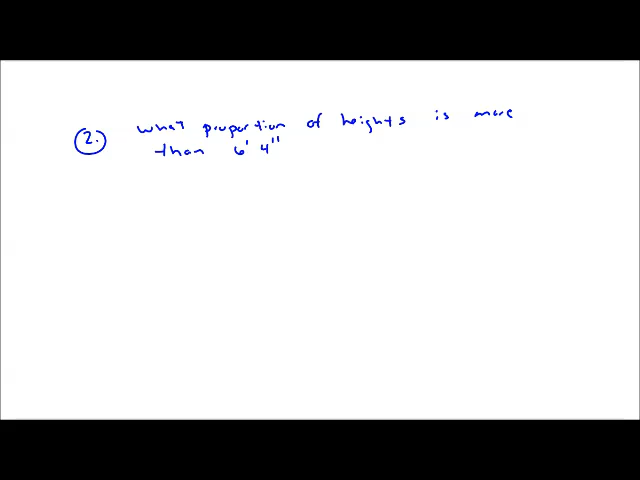 2. what proportion of heights is more
than 6' 4"